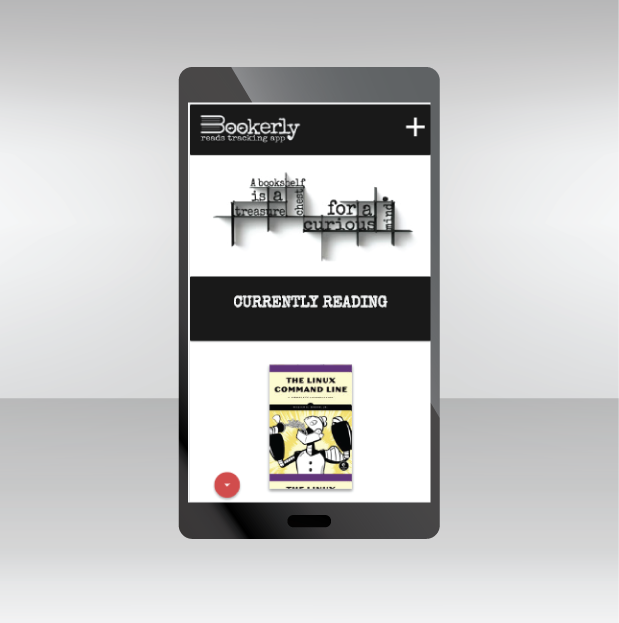 Bookerly
reads tracking app
+
A bookshelf
is a
treasure
chest
for a
curious
mind
CURRENTLY READING
THE LINUX
COMMAND LINE
THE LINUX